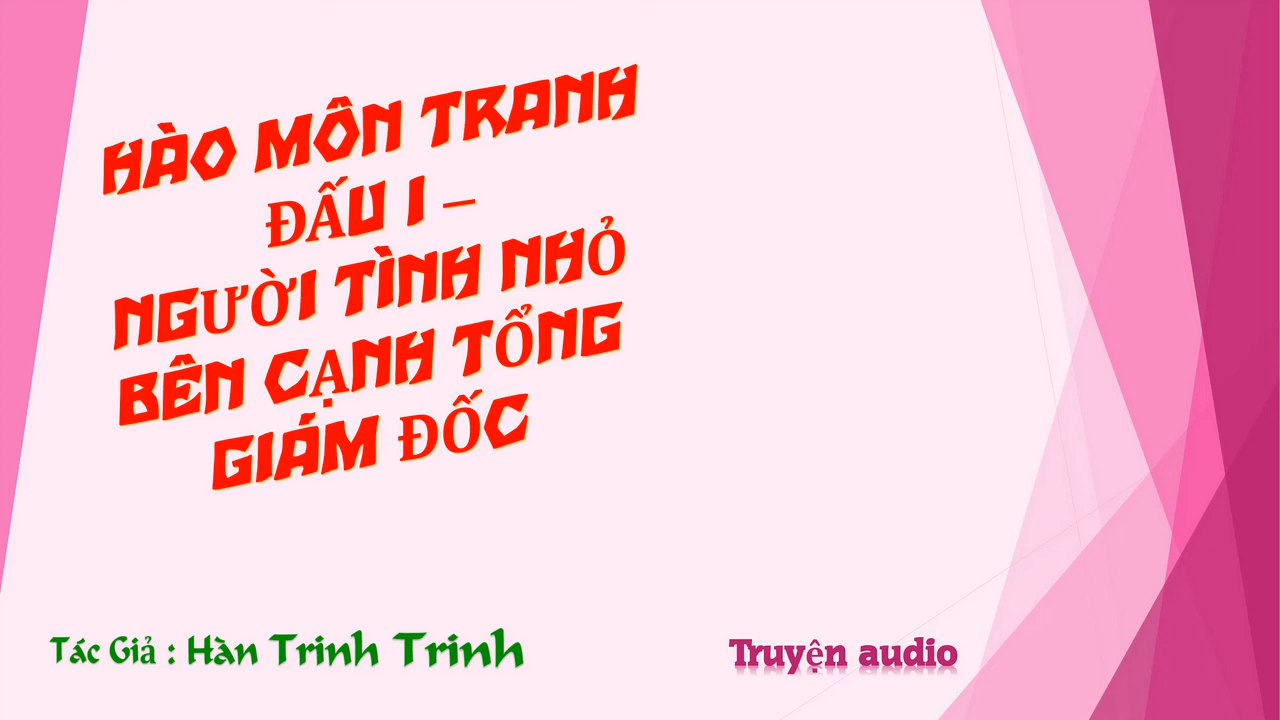 HÀO MÔN TRANH
ĐẤU I –
NGƯỜI TÌNH NHỎ
BÊN CẠNH TỔNG
GIÁM ĐỐC
Tác Giả : Hàn Trinh Trinh
Truyện audio